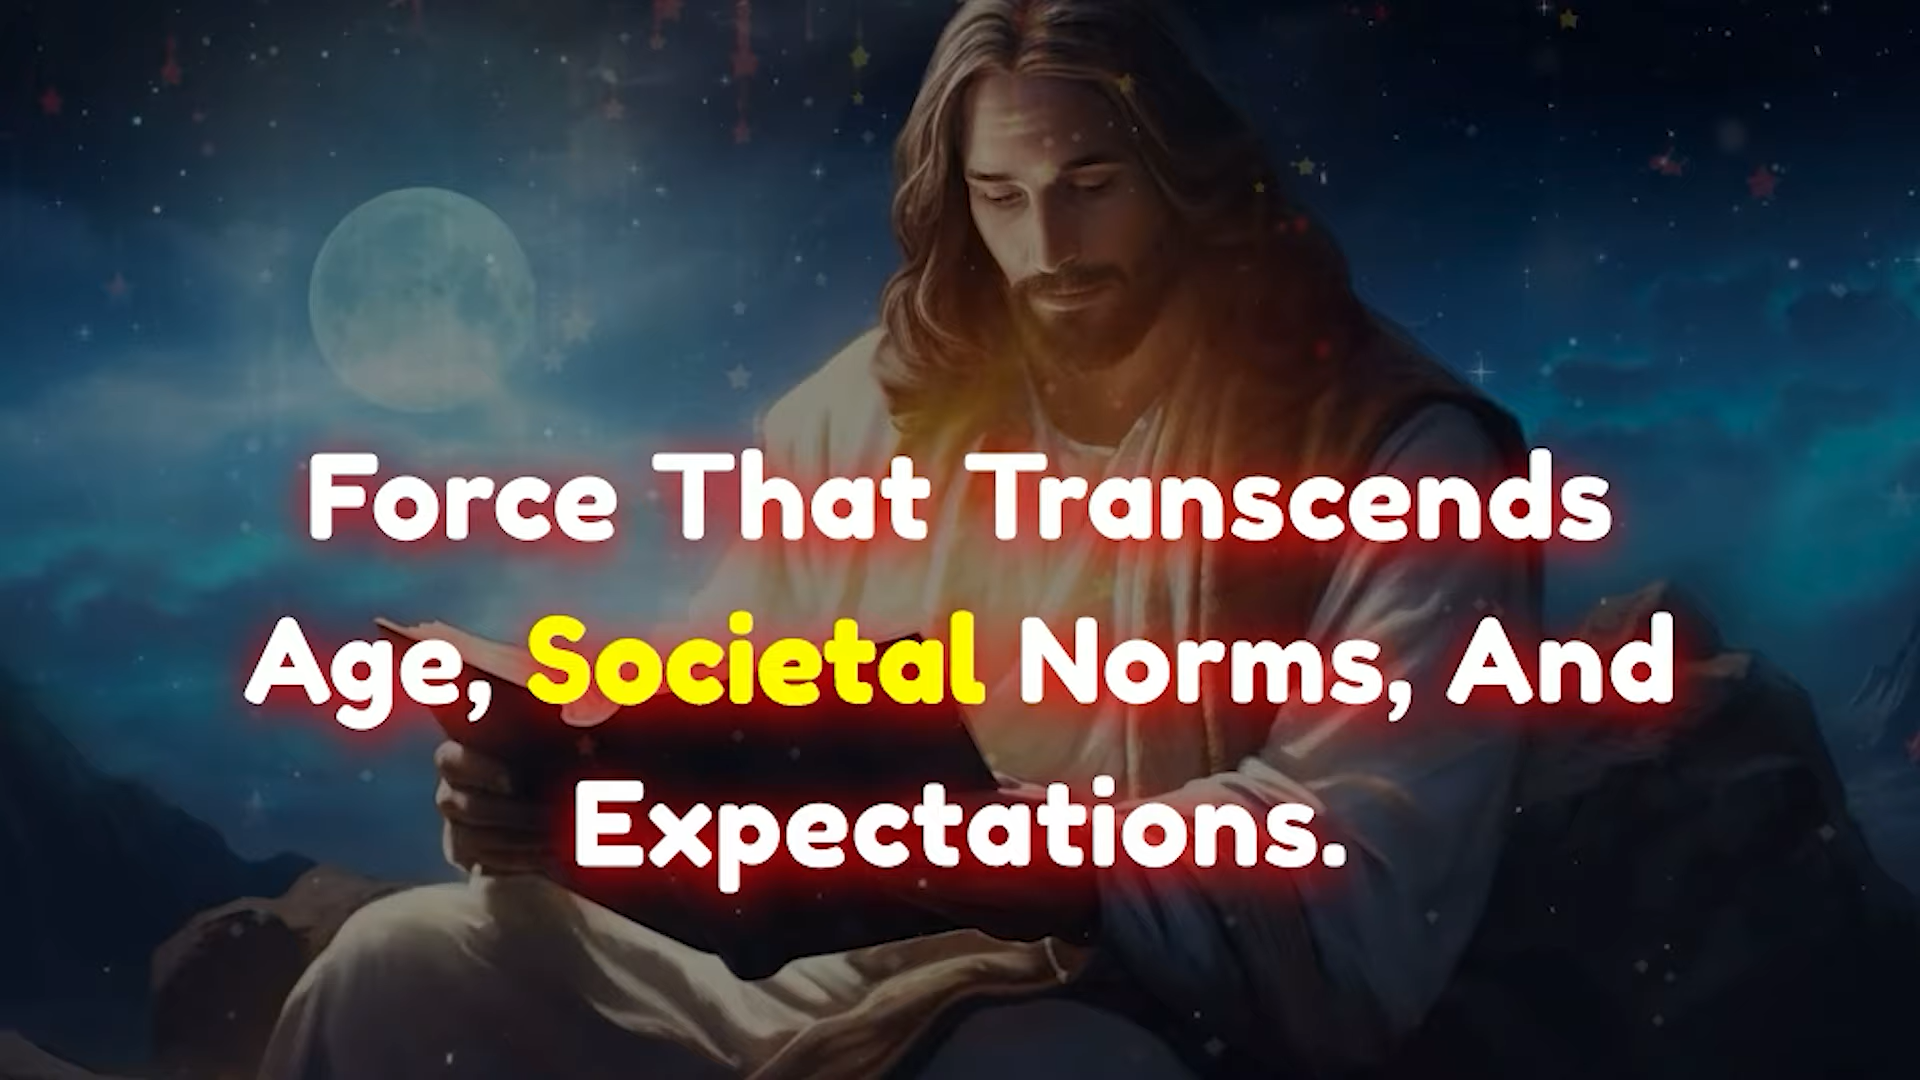 Force That Transcends
Age, Societal Norms, And
Expectations.